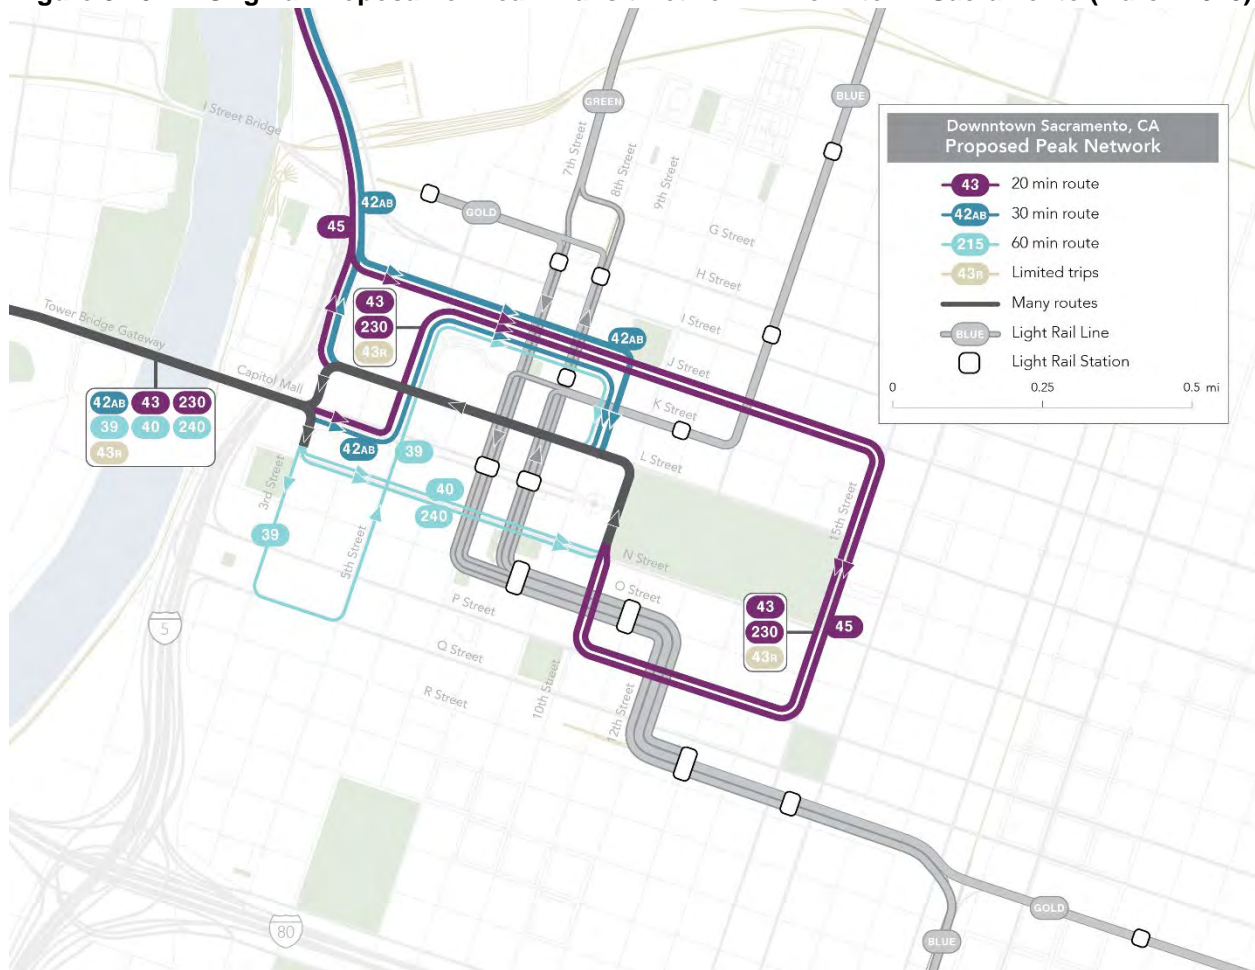 I Street Bridge
GREEN
BLUE
7th Street
8th Street
9th Street
GOLD
G Street
H Street
I Street
J Street
K Street
L Street
42AB
45
43
230
43R
42AB
Tower Bridge Gateway
Capitol Mall
42AB 43 230
39 40 240
43R
42AB
39
3rd Street
40
240
39
5th Street
15th Street
N Street
O Street
P Street
Q Street
R Street
10th Street
12th Street
43
230
43R
45
5
80
GOLD
BLUE
Downntown Sacramento, CA
Proposed Peak Network
43 20 min route
42AB 30 min route
215 60 min route
43R Limited trips
Many routes
BLUE Light Rail Line
Light Rail Station
0 0.25 0.5 mi